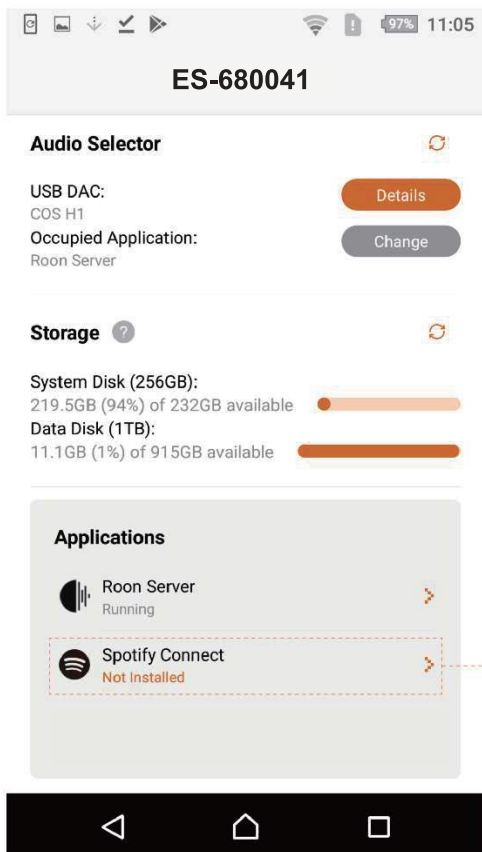 97% 11:05
ES-680041
Audio Selector
USB DAC:
Details
COS H1
Occupied Application:
Change
Roon Server
Storage ?
System Disk (256GB):
219.5GB (94%) of 232GB available
Data Disk (1TB):
11.1GB (1%) of 915GB available
Applications
Roon Server
Running
Spotify Connect
Not Installed